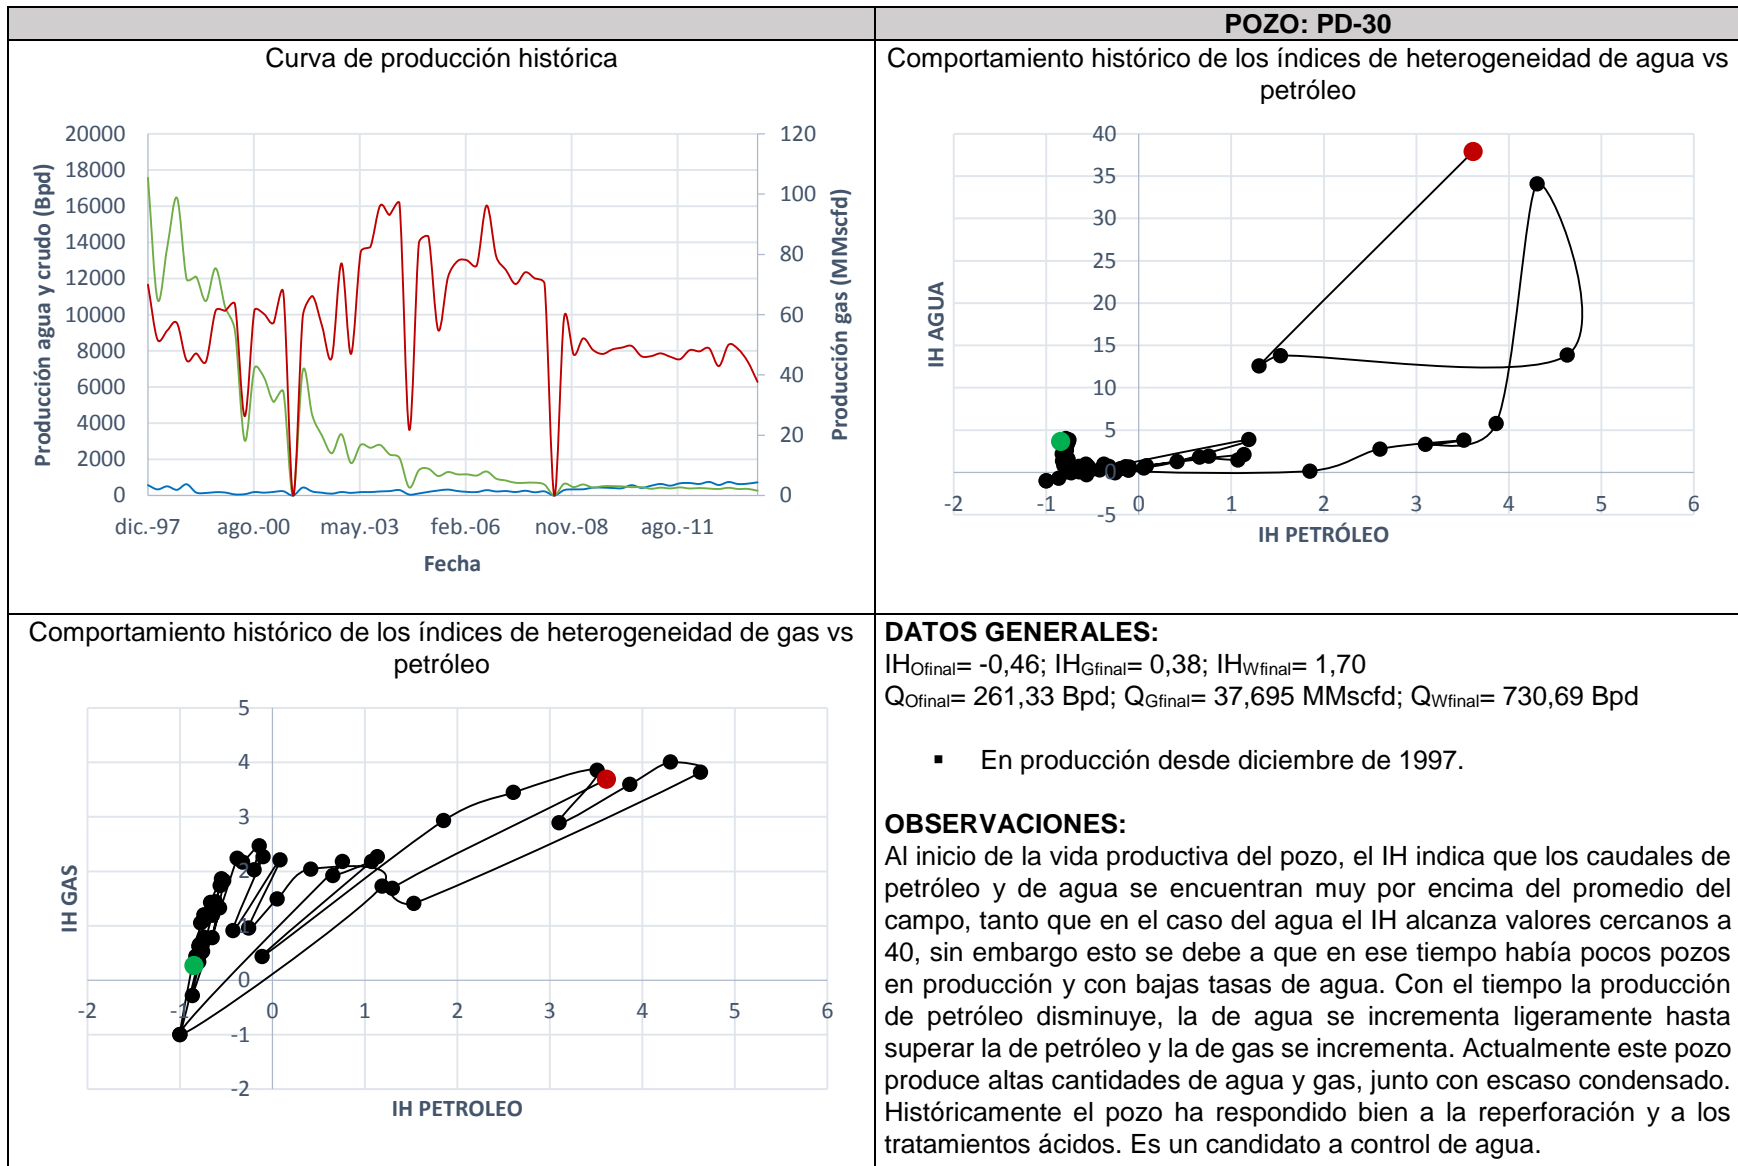 POZO: PD-30
Curva de producción histórica
20000
18000
16000
14000
12000
10000
8000
6000
4000
2000
0
Producción agua y crudo (Bpd)
120
100
80
60
40
20
0
Producción gas (MMscfd)
dic.-97 ago.-00 may.-03 feb.-06 nov.-08 ago.-11
Fecha
Comportamiento histórico de los índices de heterogeneidad de agua vs
petróleo
40
35
30
25
20
15
10
5
0
-5
IH AGUA
-2 -1 0 1 2 3 4 5 6
IH PETRÓLEO
Comportamiento histórico de los índices de heterogeneidad de gas vs
petróleo
5
4
3
2
1
0
-1
-2
IH GAS
-2 -1 0 1 2 3 4 5 6
IH PETROLEO
DATOS GENERALES:
IHOfinal= -0,46; IHGfinal= 0,38; IHWfinal= 1,70
QOfinal= 261,33 Bpd; QGfinal= 37,695 MMscfd; QWfinal= 730,69 Bpd
▪ En producción desde diciembre de 1997.
OBSERVACIONES:
Al inicio de la vida productiva del pozo, el IH indica que los caudales de
petróleo y de agua se encuentran muy por encima del promedio del
campo, tanto que en el caso del agua el IH alcanza valores cercanos a
40, sin embargo esto se debe a que en ese tiempo había pocos pozos
en producción y con bajas tasas de agua. Con el tiempo la producción
de petróleo disminuye, la de agua se incrementa ligeramente hasta
superar la de petróleo y la de gas se incrementa. Actualmente este pozo
produce altas cantidades de agua y gas, junto con escaso condensado.
Históricamente el pozo ha respondido bien a la reperforación y a los
tratamientos ácidos. Es un candidato a control de agua.